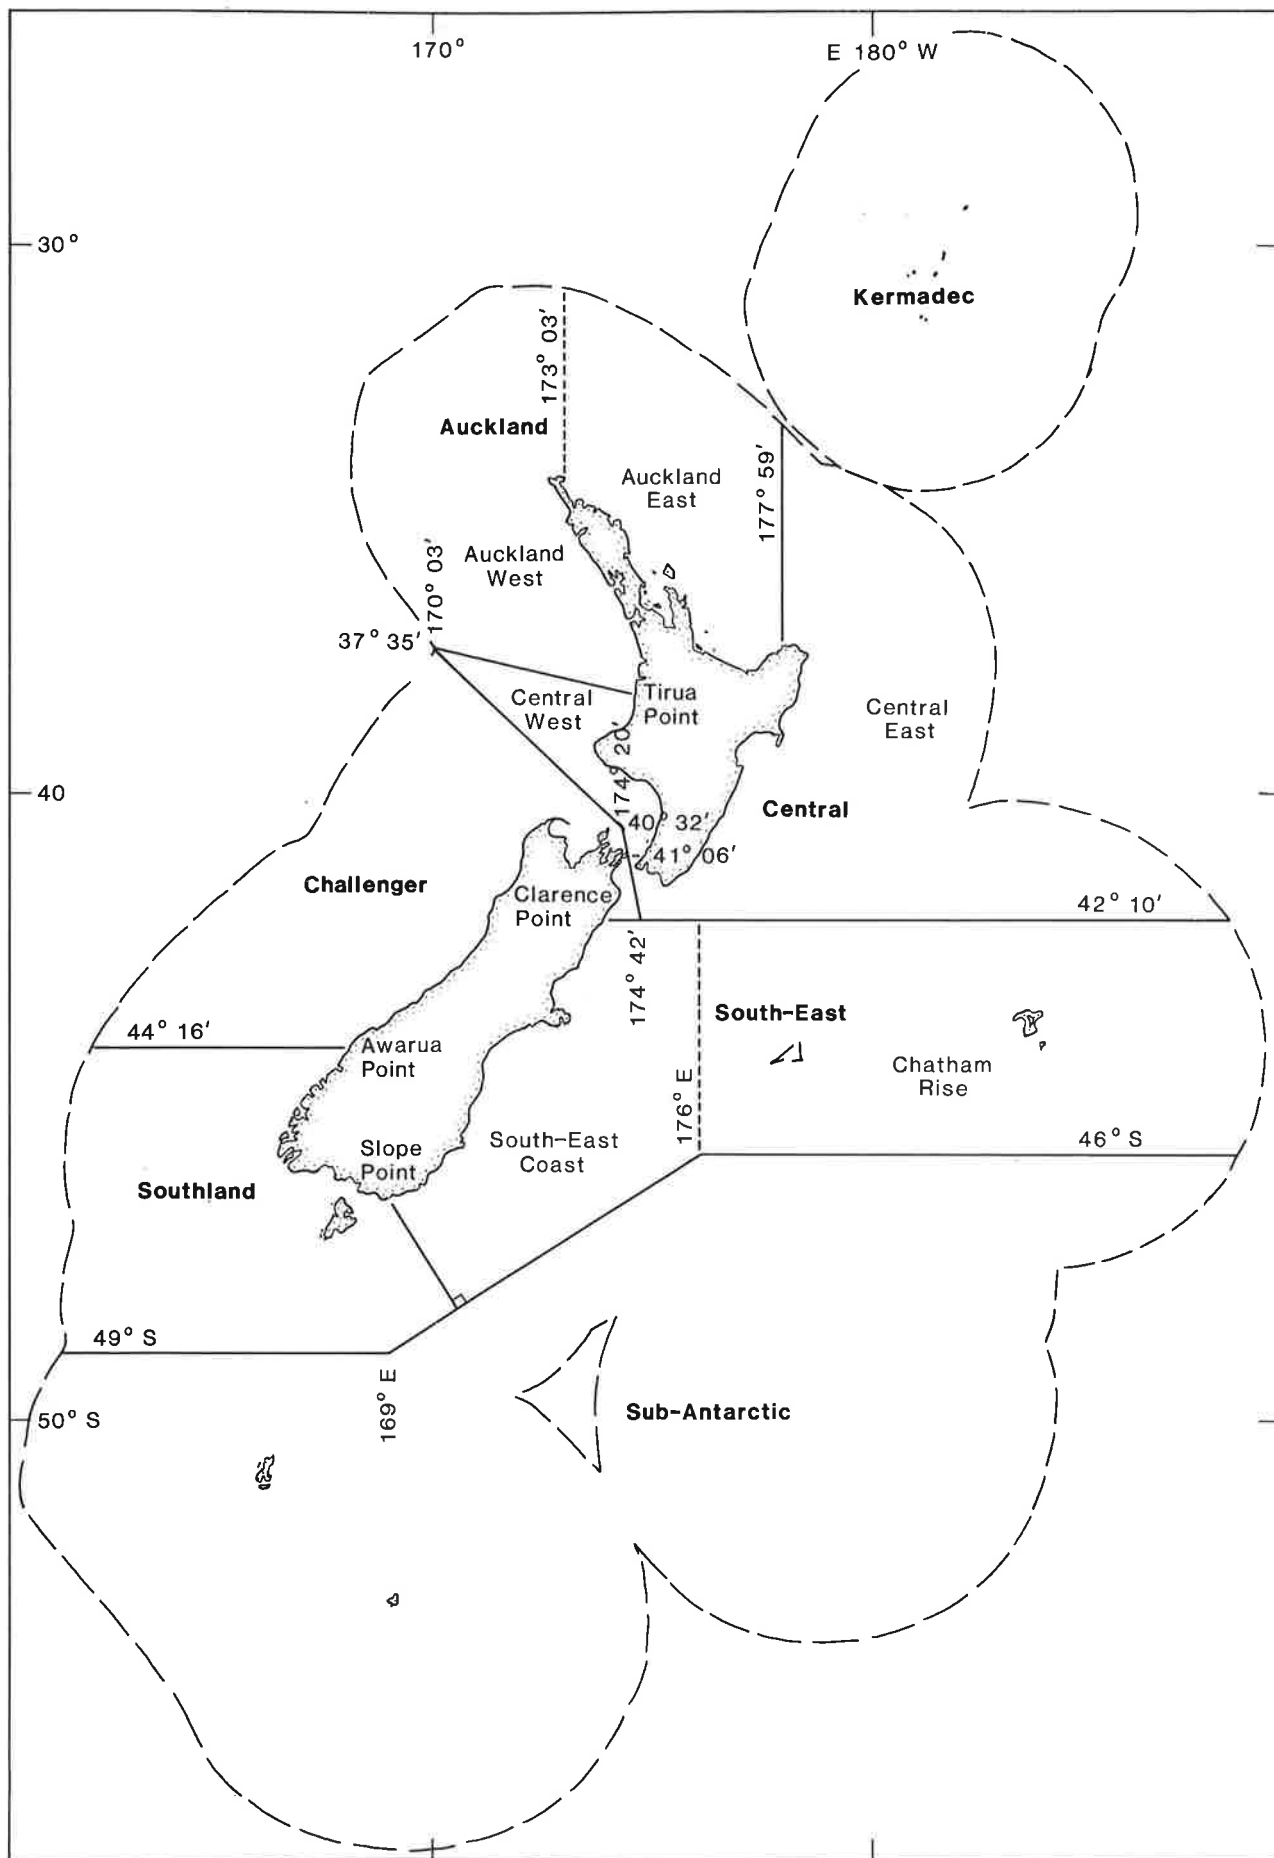 170°
E 180° W
30°
Kermadec
173° 03′
Auckland
Auckland
East
177° 59′
Auckland
West
170° 03′
37° 35′
Central
West
Tirua
Point
Central
East
174° 20′
40
Central
40° 32′
41° 06′
Challenger
Clarence
Point
42° 10′
174° 42′
South-East
44° 16′
Awarua
Point
Chatham
Rise
176° E
Slope
Point
South-East
Coast
46° S
Southland
49° S
169° E
50° S
Sub-Antarctic